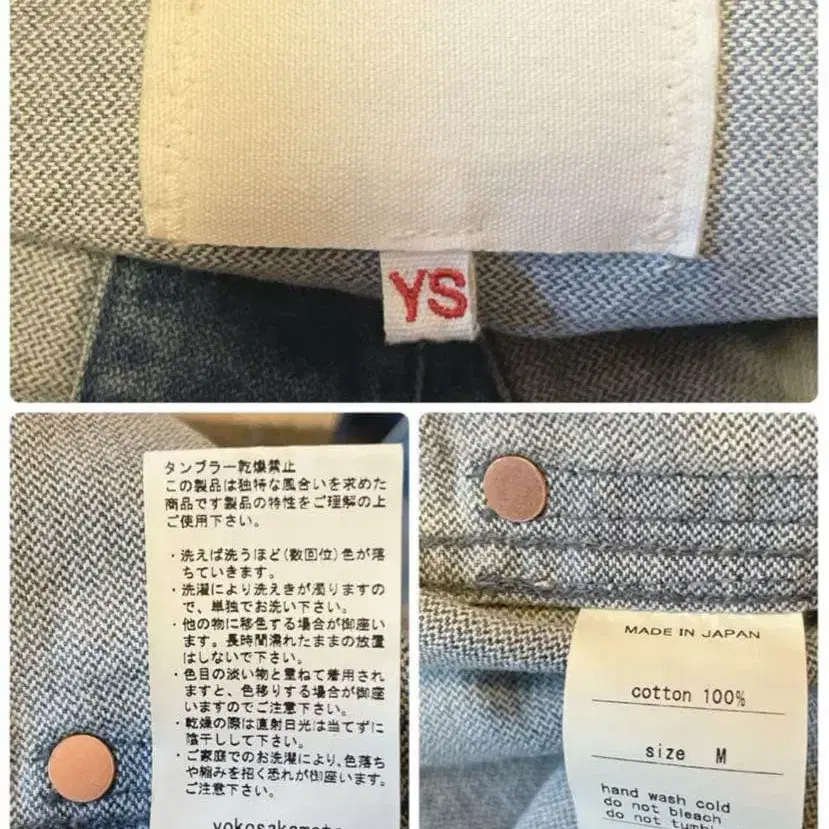 YS
タンブラー乾燥禁止
この製品は独特な風合いを求めた
商品です製品の特性をご理解の上
ご使用下さい。
・洗えば洗うほど(数回位)色が落
ちていきます。
・洗濯により洗えきが濁りますの
で、単独でお洗い下さい。
・他の物に移色する場合が御座い
ます。長時間濡れたままの放置
はしないで下さい。
・色目の淡い物と重ねて着用され
ますと、色移りする場合が御座
いますのでご注意下さい。
・乾燥の際は直射日光は当てずに
陰干しして下さい。
・ご家庭でのお洗濯により、色落ち
や縮みを招く恐れが御座います。
ご注意下さい。
yokosakamoto
MADE IN JAPAN
cotton 100%
size M
hand wash cold
do not bleach
do not tumble